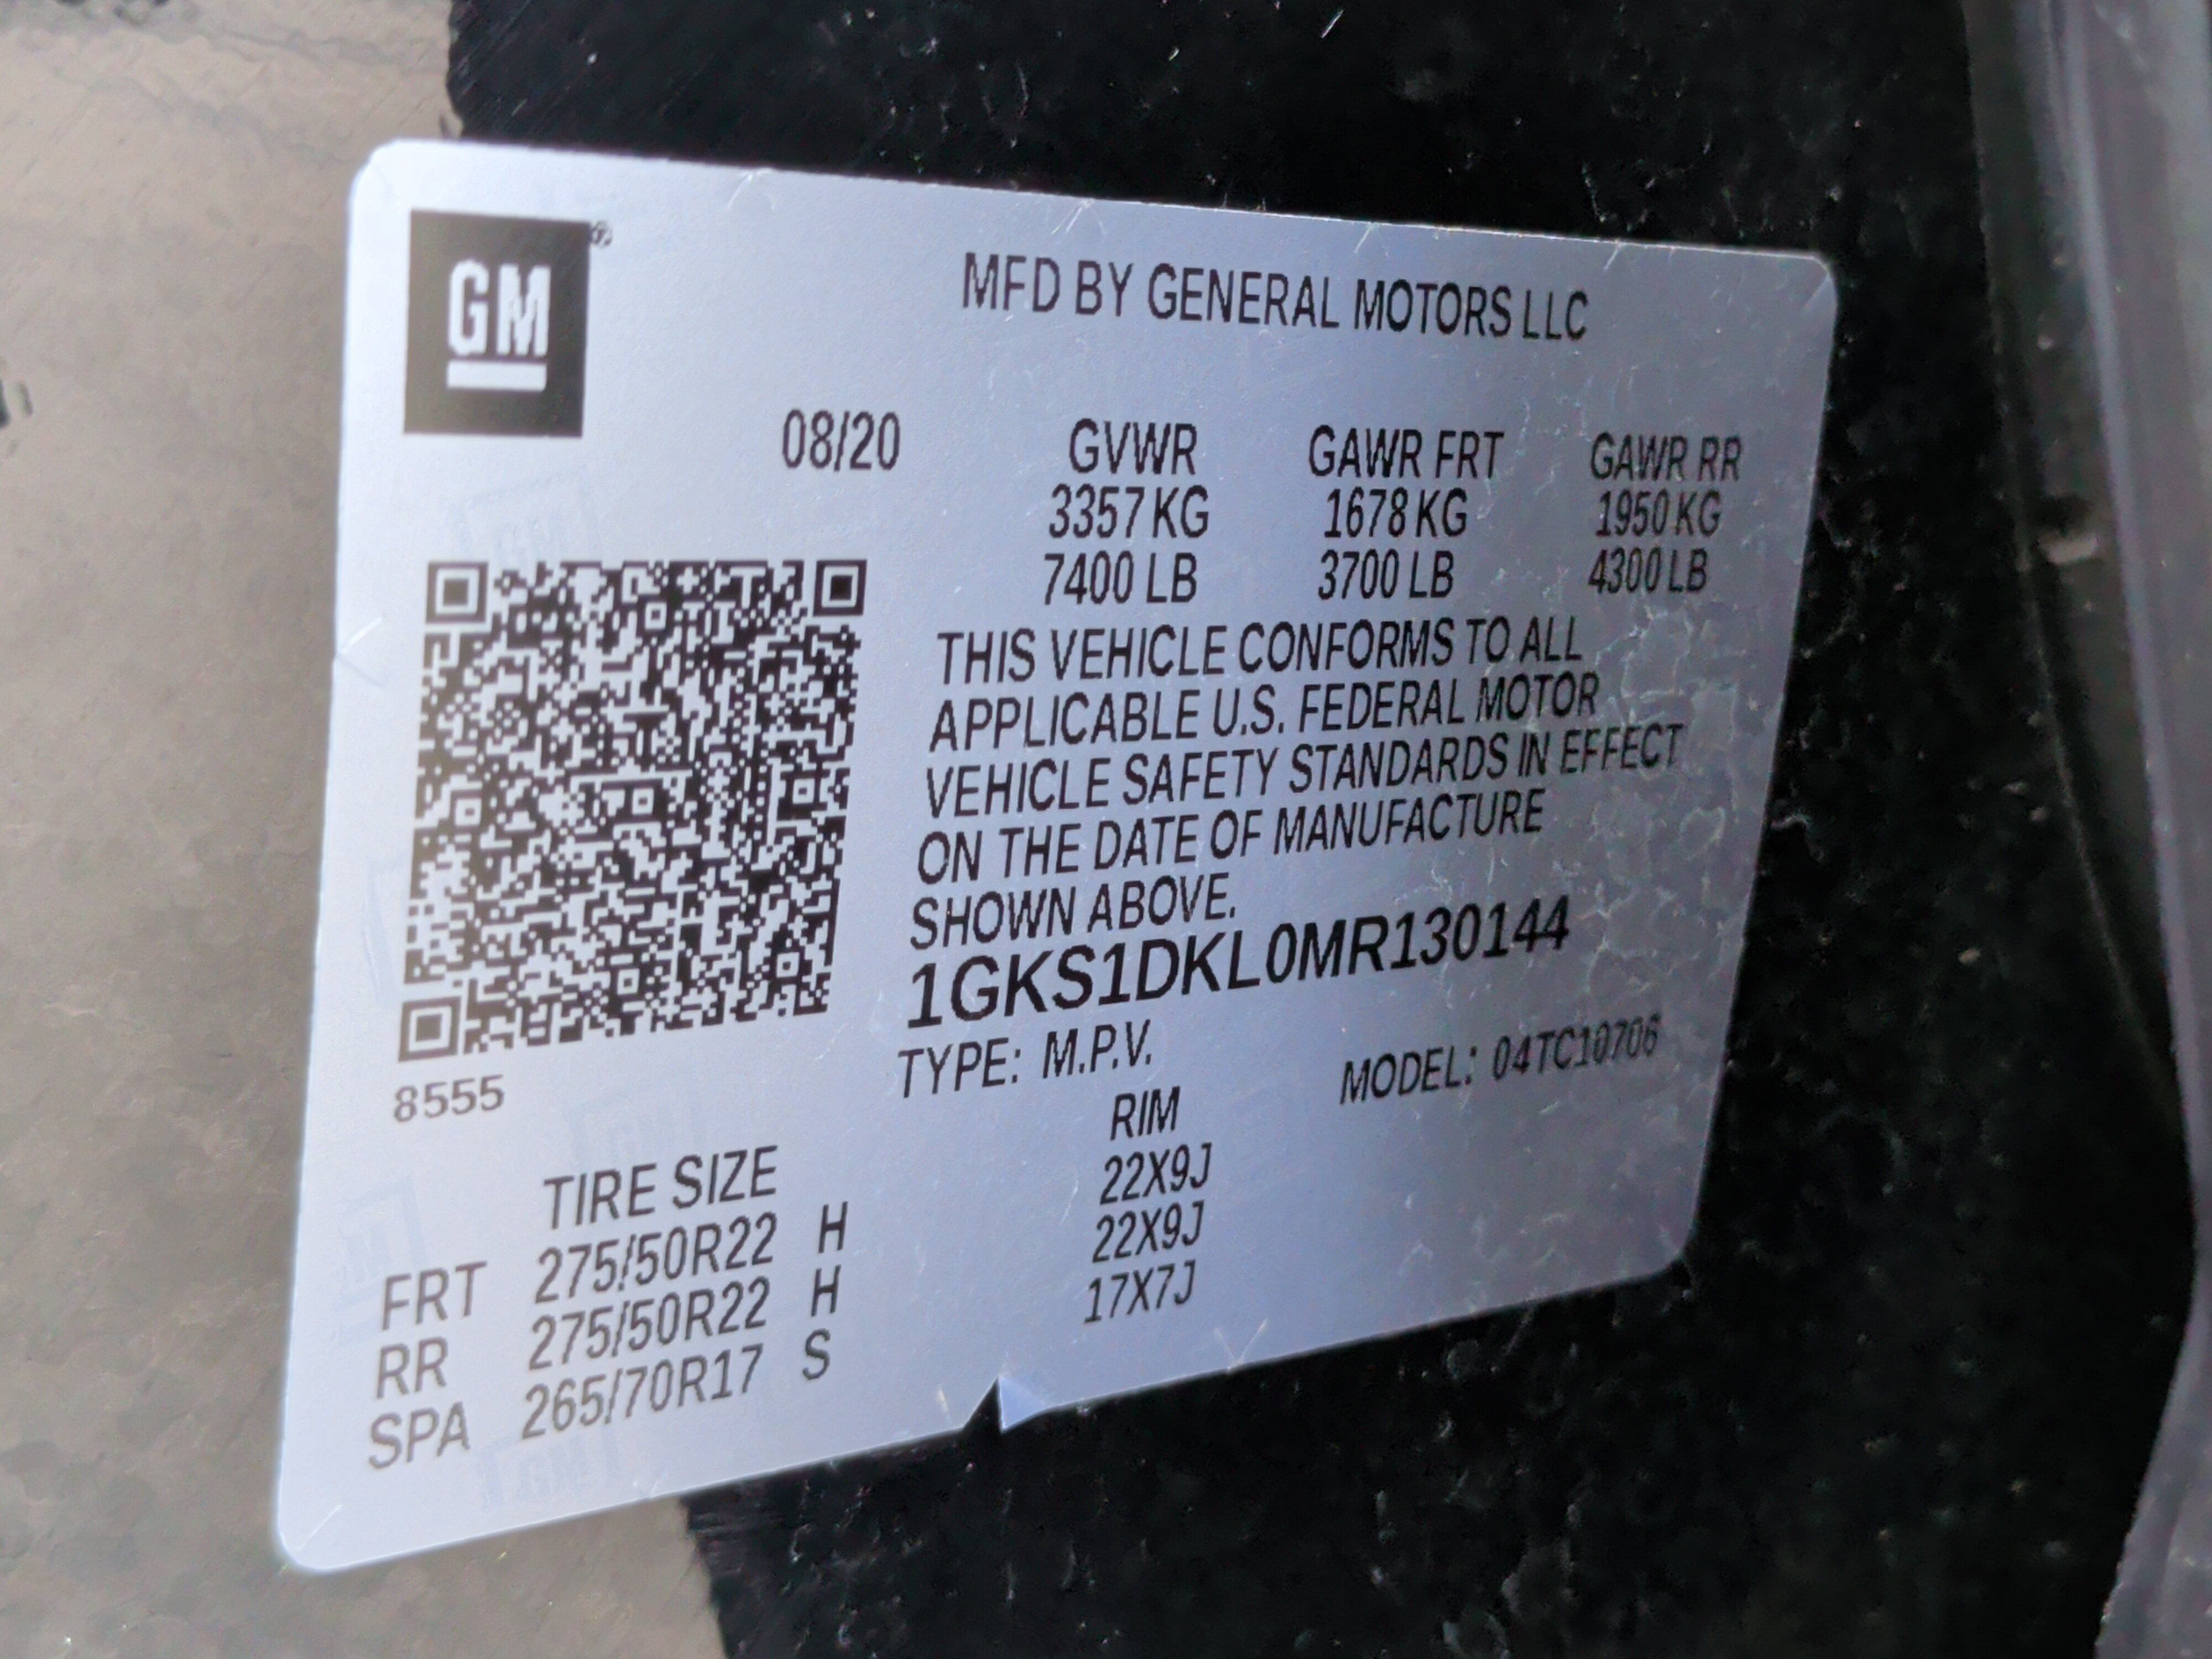 GM®
MFD BY GENERAL MOTORS LLC
08/20 GVWR GAWR FRT GAWR RR
3357 KG 1678 KG 1950 KG
7400 LB 3700 LB 4300 LB
THIS VEHICLE CONFORMS TO ALL
APPLICABLE U.S. FEDERAL MOTOR
VEHICLE SAFETY STANDARDS IN EFFECT
ON THE DATE OF MANUFACTURE
SHOWN ABOVE.
1GKS1DKL0MR130144
TYPE: M.P.V. MODEL: 04TC10706
8555
TIRE SIZE RIM
FRT 275/50R22 H 22X9J
RR 275/50R22 H 22X9J
SPA 265/70R17 S 17X7J